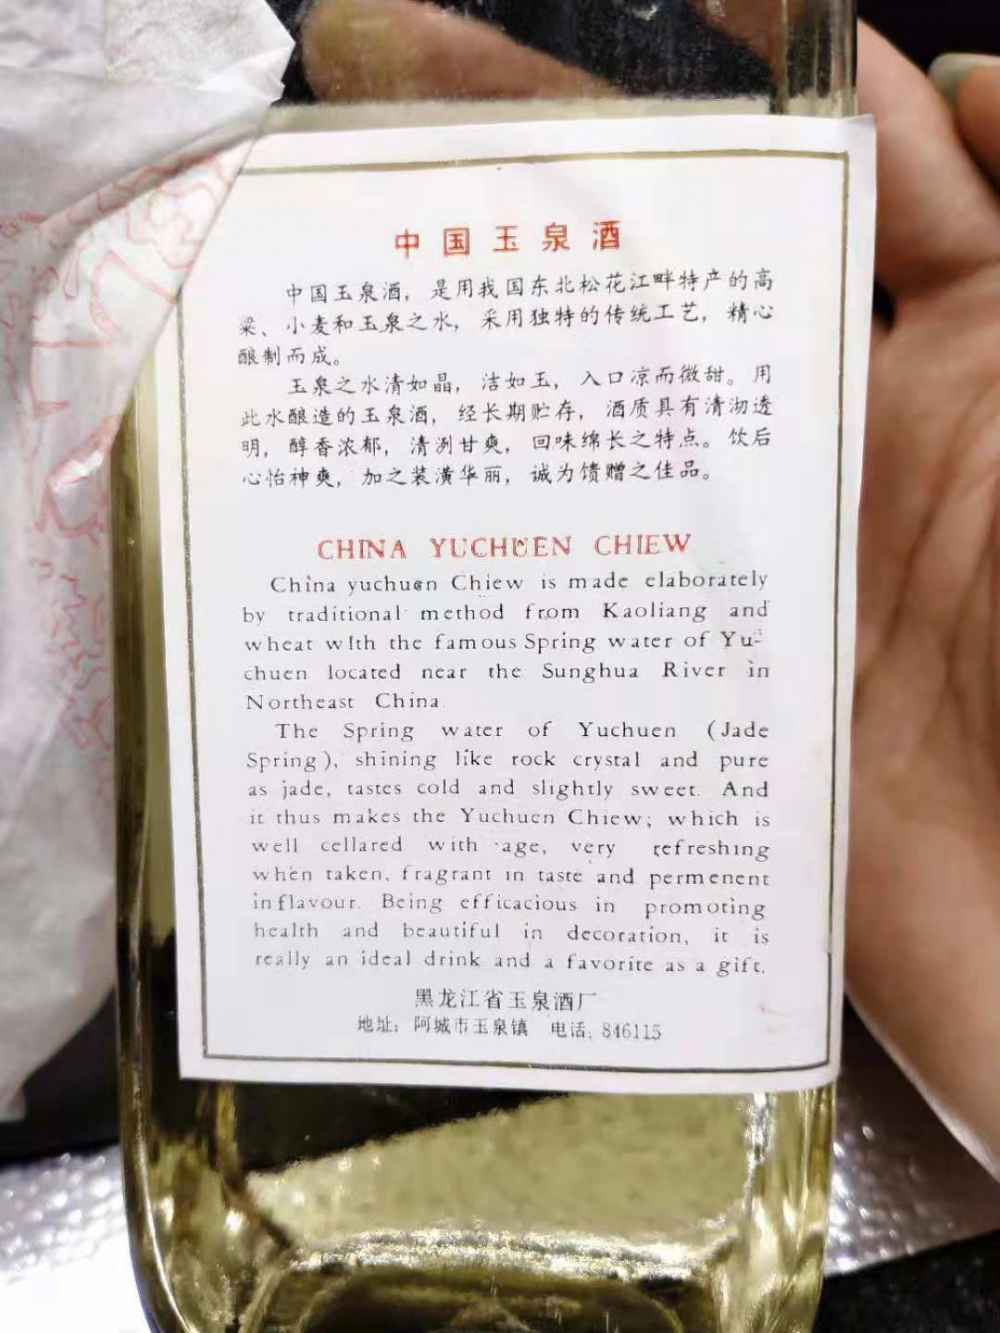 中国玉泉酒
中国玉泉酒，是用我国东北松花江畔特产的高
粱、小麦和玉泉之水，采用独特的传统工艺，精心
酿制而成。
玉泉之水清如晶，洁如玉，入口凉而微甜。用
此水酿造的玉泉酒，经长期贮存，酒质具有清沏透
明，醇香浓郁，清冽甘爽，回味绵长之特点。饮后
心怡神爽，加之装潢华丽，诚为馈赠之佳品。
CHINA YUCHUEN CHIEW
China yuchuen Chiew is made elaborately
by traditional method from Kaoliang and
wheat wIth the famous Spring water of Yu-
chuen located near the Sunghua River in
Northeast China.
The Spring water of Yuchuen (Jade
Spring), shining like rock crystal and pure
as jade, tastes cold and slightly sweet. And
it thus makes the Yuchuen Chiew; which is
well cellared with age, very refreshing
when taken, fragrant in taste and permenent
inflavour. Being efficacious in promoting
health and beautiful in decoration, it is
really an ideal drink and a favorite as a gift.
黑龙江省玉泉酒厂
地址：阿城市玉泉镇 电话：846115